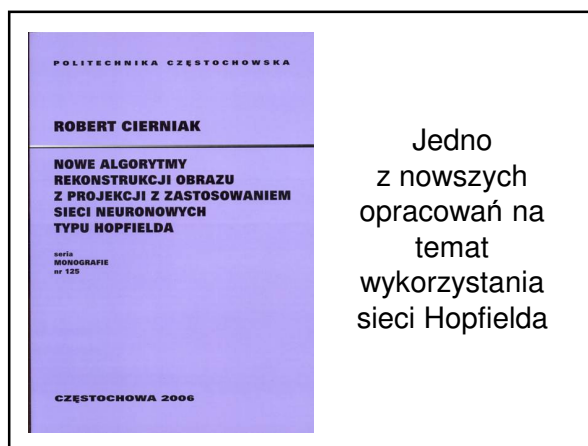 POLITECHNIKA CZĘSTOCHOWSKA
ROBERT CIERNIAK
NOWE ALGORYTMY
REKONSTRUKCJI OBRAZU
Z PROJEKCJI Z ZASTOSOWANIEM
SIECI NEURONOWYCH
TYPU HOPFIELDA
seria
MONOGRAFIE
nr 125
CZĘSTOCHOWA 2006
Jedno
z nowszych
opracowań na
temat
wykorzystania
sieci Hopfielda